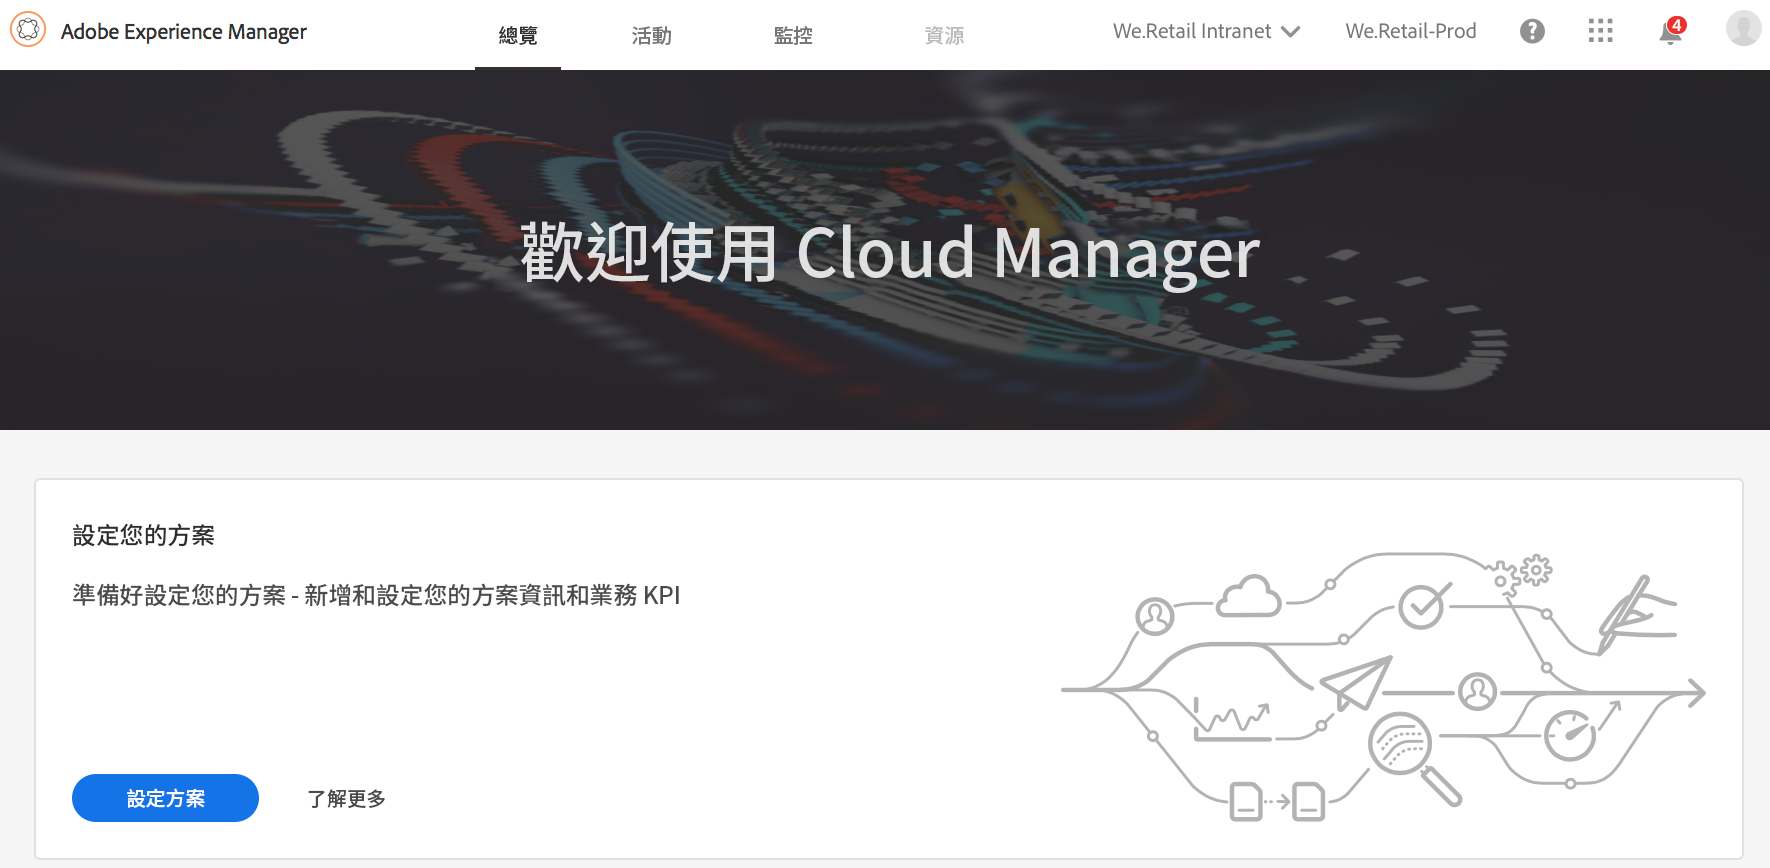 Adobe Experience Manager
總覽
活動
監控
資源
We.Retail Intranet
We.Retail-Prod
?
4
歡迎使用 Cloud Manager
設定您的方案
準備好設定您的方案 - 新增和設定您的方案資訊和業務 KPI
設定方案
了解更多